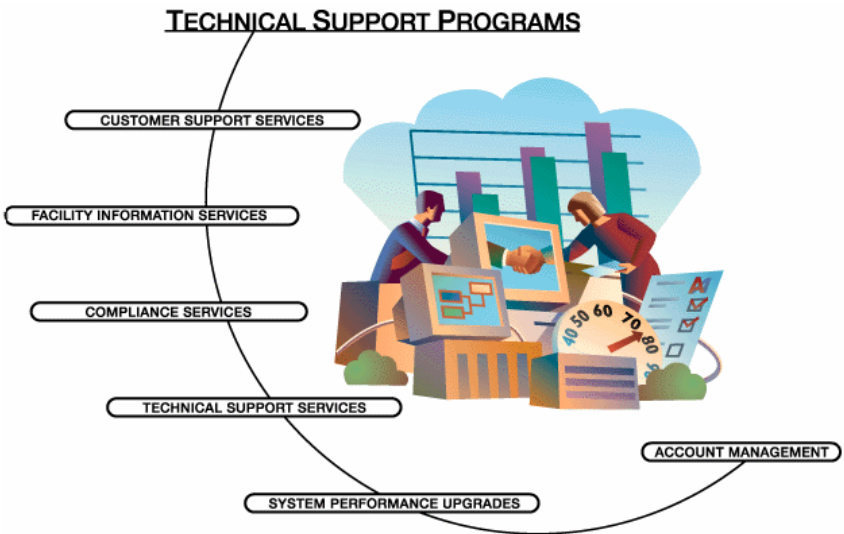 TECHNICAL SUPPORT PROGRAMS
CUSTOMER SUPPORT SERVICES
FACILITY INFORMATION SERVICES
COMPLIANCE SERVICES
TECHNICAL SUPPORT SERVICES
SYSTEM PERFORMANCE UPGRADES
ACCOUNT MANAGEMENT
40 50 60 70 80